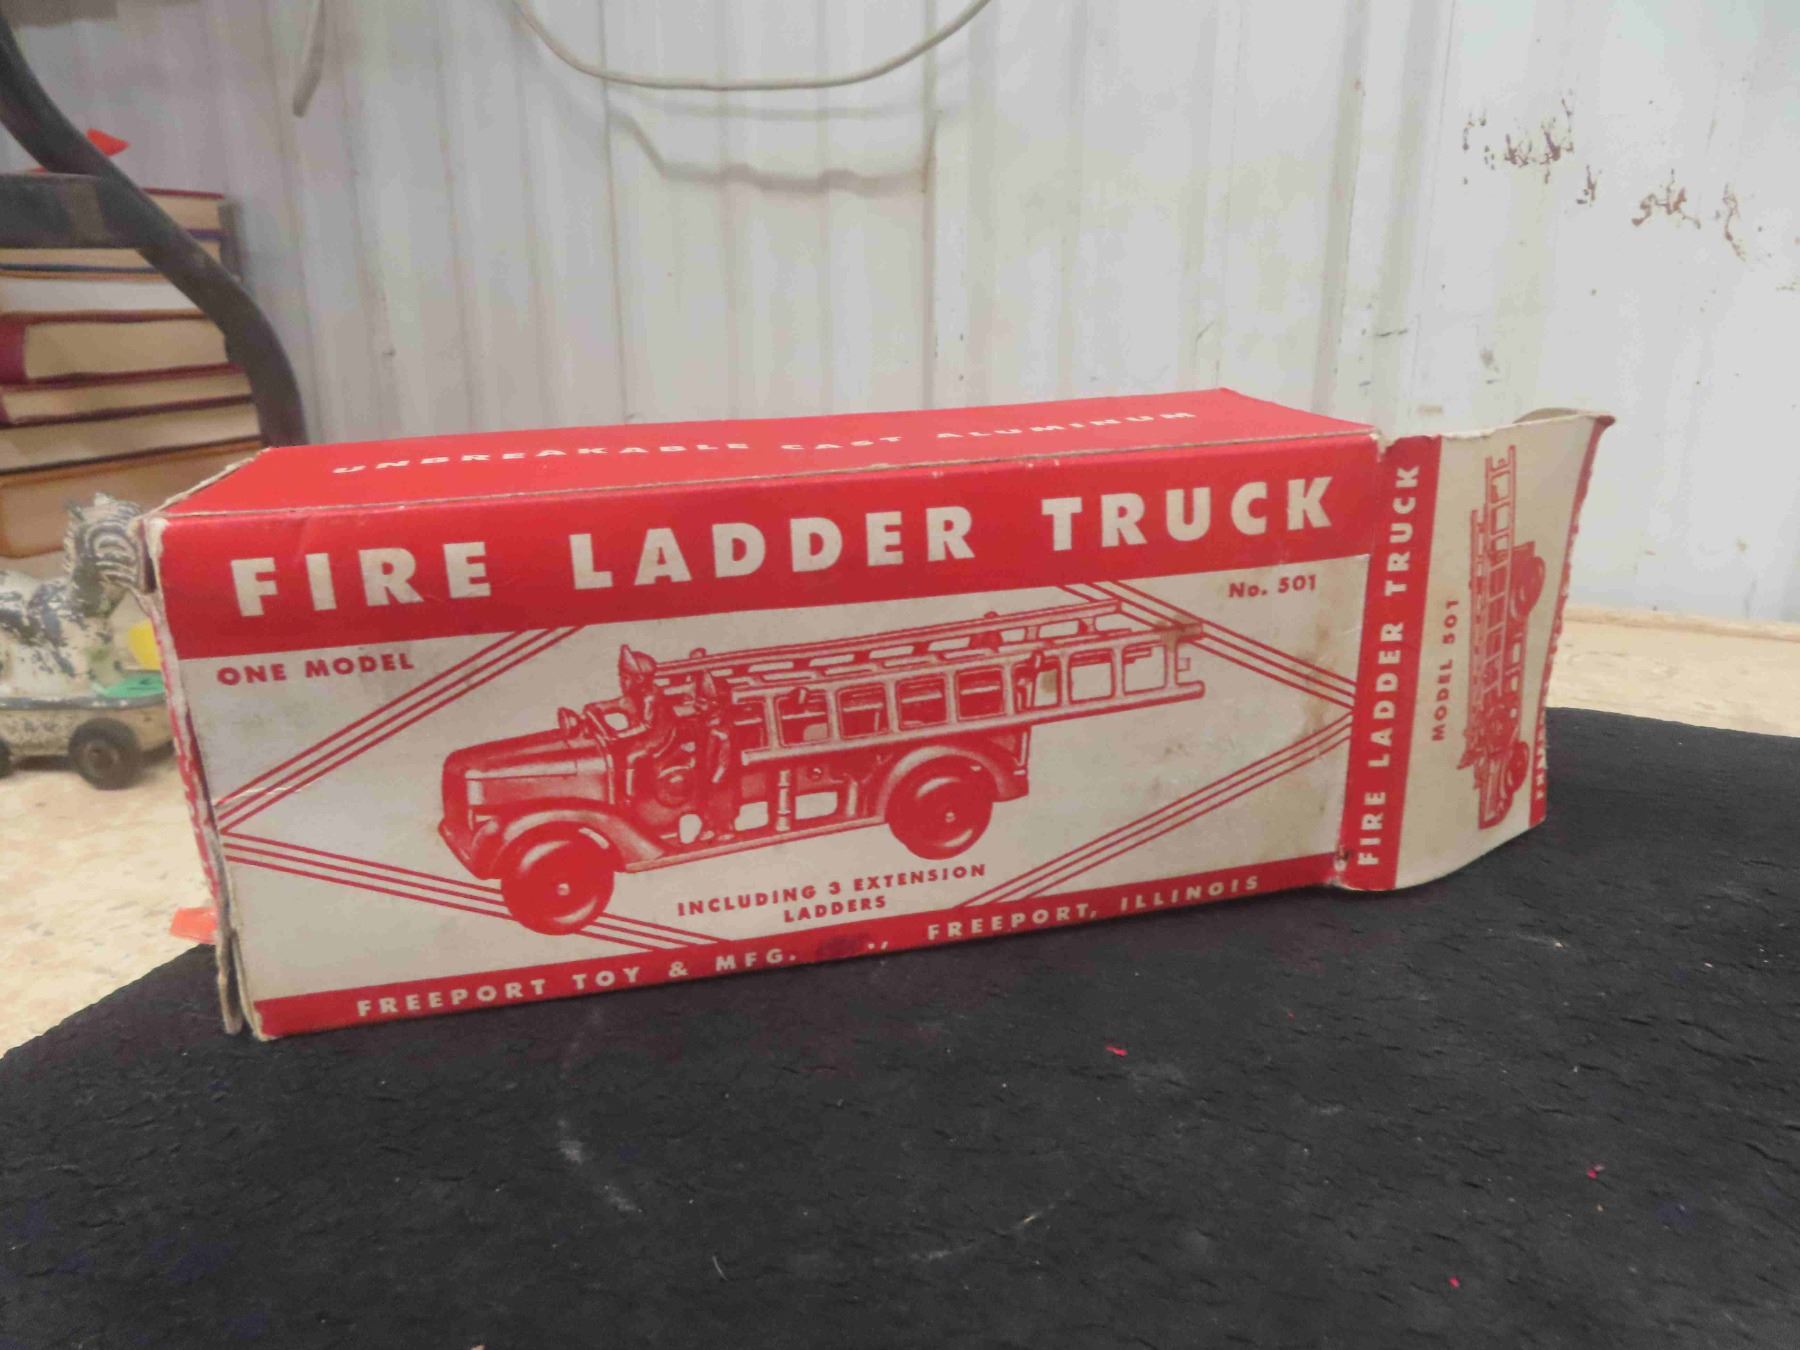 UNBREAKABLE CAST ALUMINUM
FIRE LADDER TRUCK
No. 501
ONE MODEL
INCLUDING 3 EXTENSION
LADDERS
FREEPORT TOY & MFG. FREEPORT, ILLINOIS
FIRE LADDER TRUCK
MODEL 501